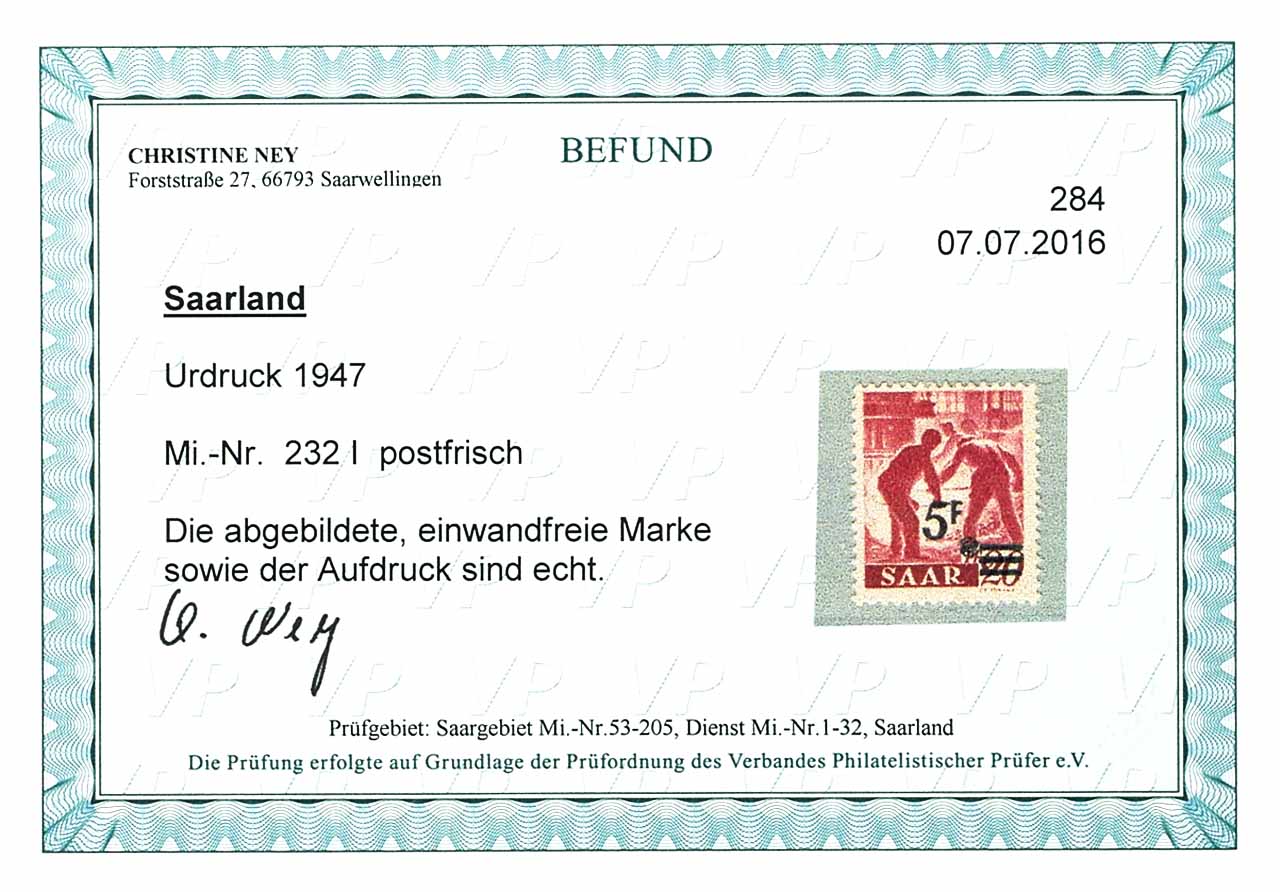 BEFUND
CHRISTINE NEY
Forststraße 27, 66793 Saarwellingen
284
07.07.2016
Saarland
Urdruck 1947
Mi.-Nr. 232 I postfrisch
Die abgebildete, einwandfreie Marke
sowie der Aufdruck sind echt.
C. Ney
5F
SAAR 20
Prüfgebiet: Saargebiet Mi.-Nr.53-205, Dienst Mi.-Nr.1-32, Saarland
Die Prüfung erfolgte auf Grundlage der Prüfordnung des Verbandes Philatelistischer Prüfer e.V.